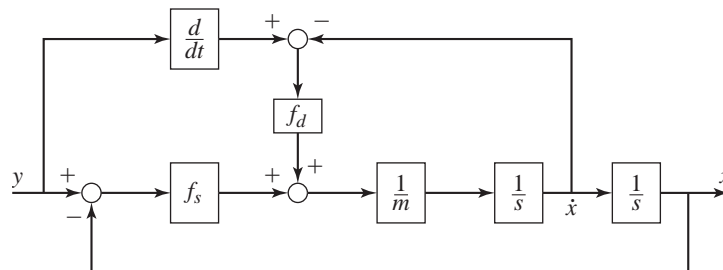 d/dt
+ −
f_d
y + f_s + + 1/m 1/s ẋ 1/s x
−